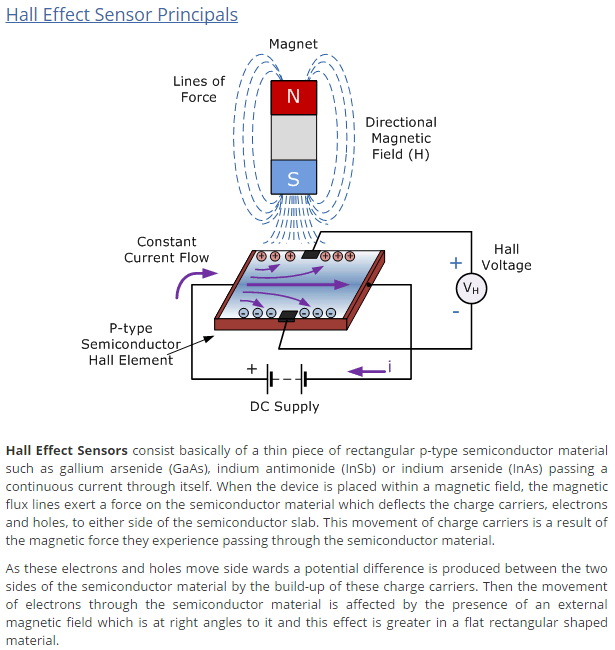 Hall Effect Sensor Principals
Magnet
Lines of
Force
N
Directional
Magnetic
Field (H)
S
Constant
Current Flow
Hall
Voltage
+
VH
-
P-type
Semiconductor
Hall Element
+
i
DC Supply
Hall Effect Sensors consist basically of a thin piece of rectangular p-type semiconductor material
such as gallium arsenide (GaAs), indium antimonide (InSb) or indium arsenide (InAs) passing a
continuous current through itself. When the device is placed within a magnetic field, the magnetic
flux lines exert a force on the semiconductor material which deflects the charge carriers, electrons
and holes, to either side of the semiconductor slab. This movement of charge carriers is a result of
the magnetic force they experience passing through the semiconductor material.
As these electrons and holes move side wards a potential difference is produced between the two
sides of the semiconductor material by the build-up of these charge carriers. Then the movement
of electrons through the semiconductor material is affected by the presence of an external
magnetic field which is at right angles to it and this effect is greater in a flat rectangular shaped
material.